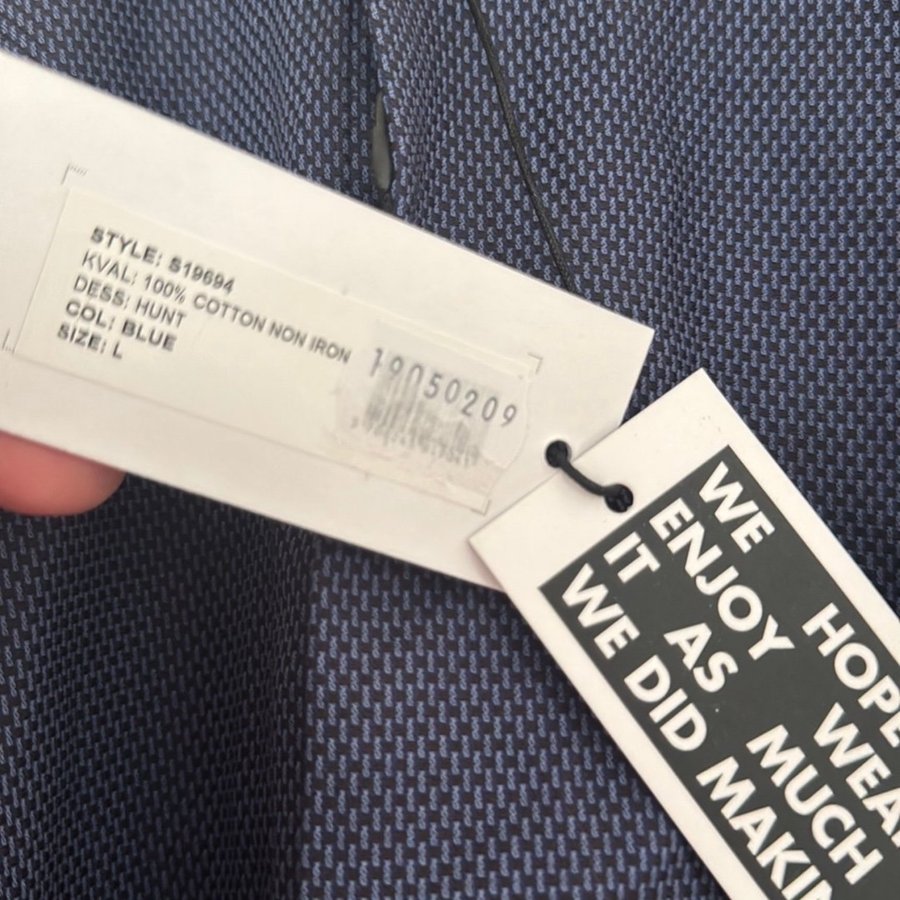 STYLE: S19694
KVAL: 100% COTTON NON IRON
DESS: HUNT
COL: BLUE
SIZE: L
19050209
WE HOPE
ENJOY WEA
IT AS MUCH
WE DID MAKIN